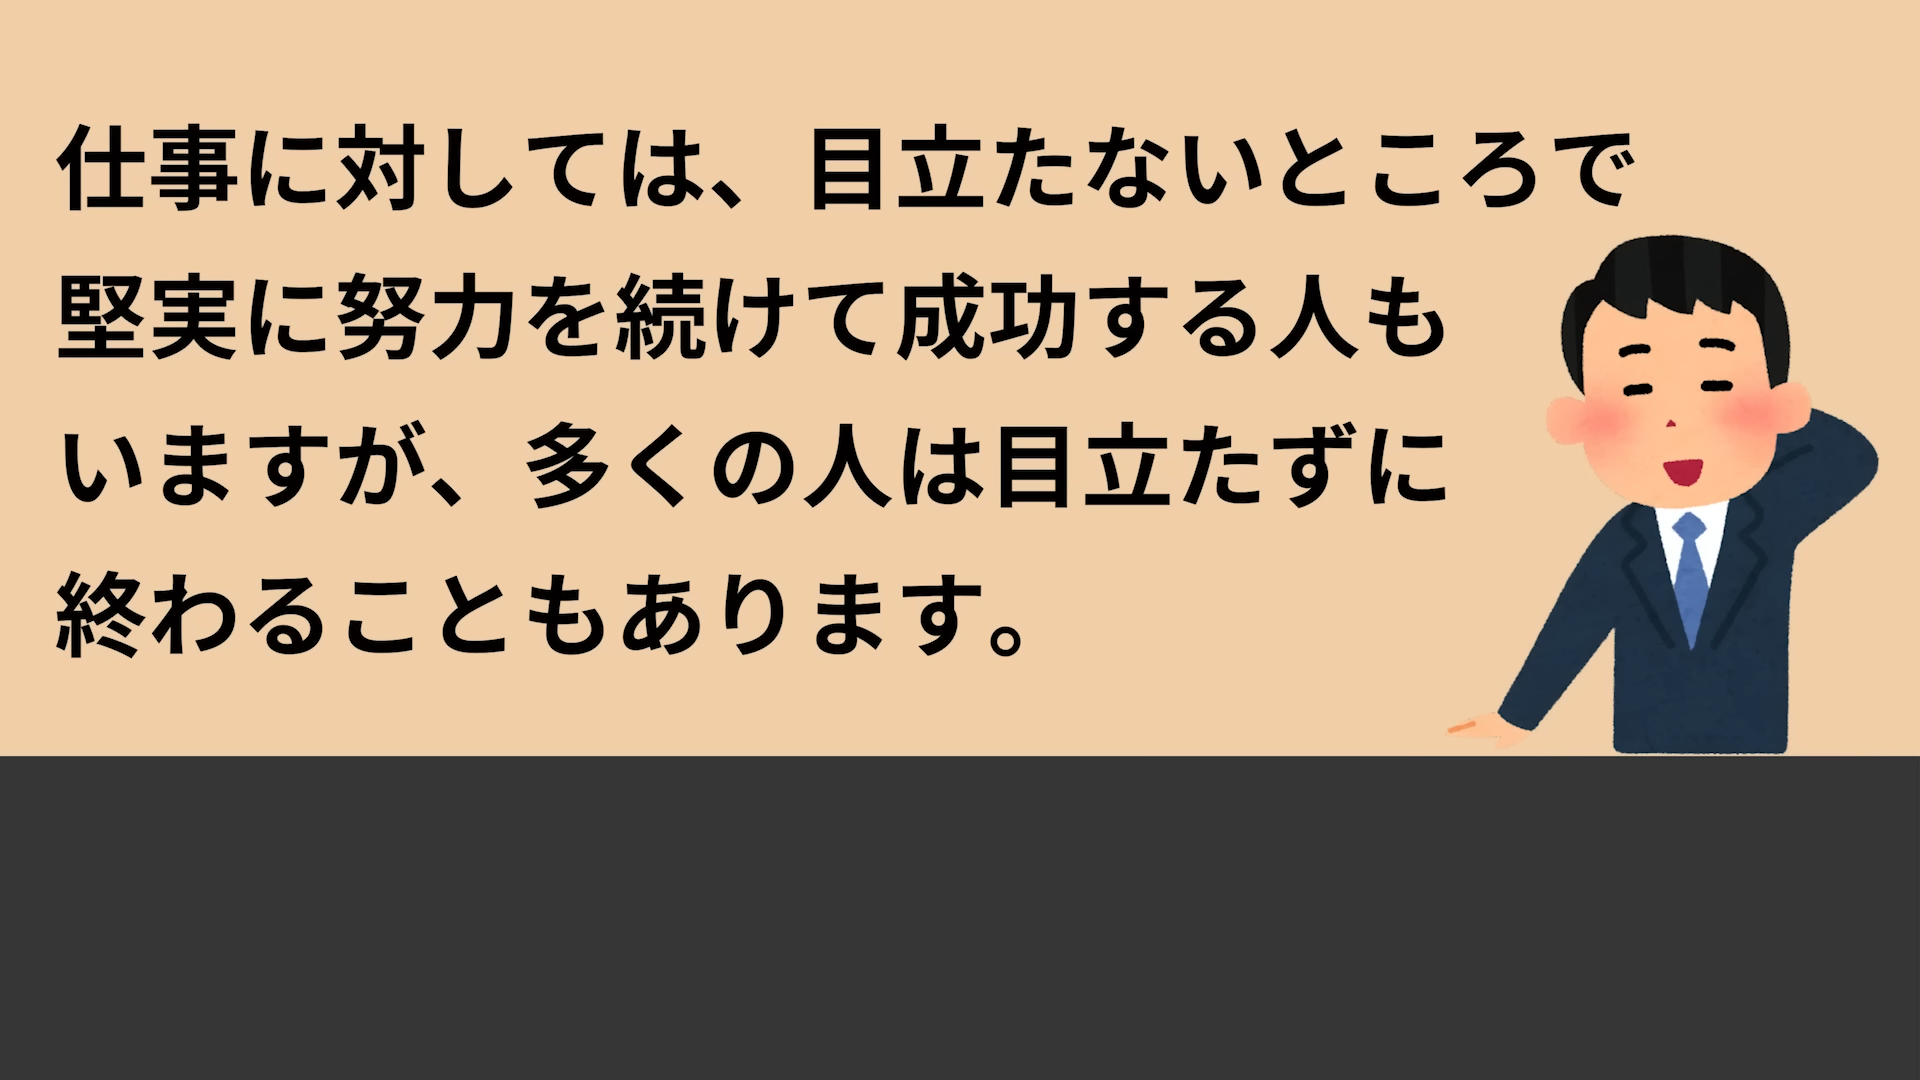 仕事に対しては、目立たないところで
堅実に努力を続けて成功する人も
いますが、多くの人は目立たずに
終わることもあります。